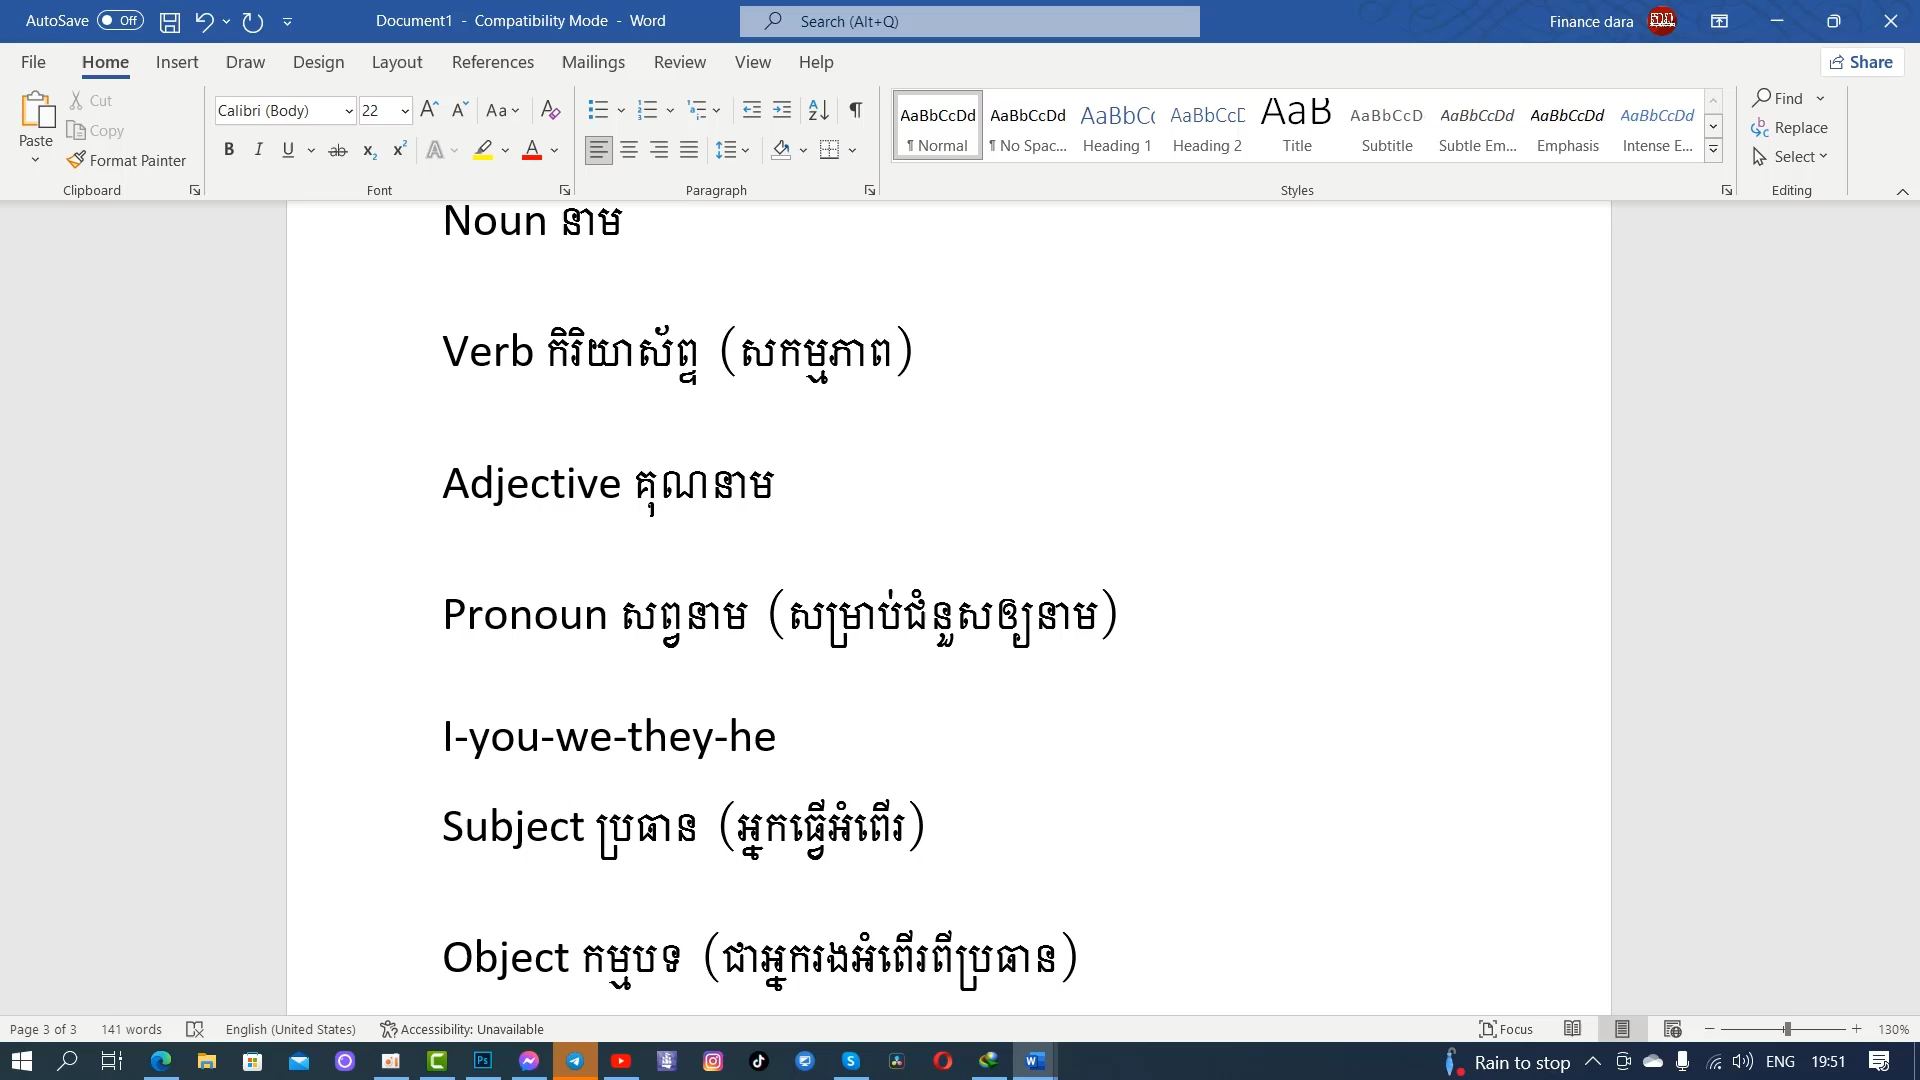 AutoSave Off Document1 - Compatibility Mode - Word Search (Alt+Q) Finance dara
File Home Insert Draw Design Layout References Mailings Review View Help Share
Paste Cut Copy Format Painter Clipboard
Calibri (Body) 22 Font
Paragraph
AaBbCcDd AaBbCcDd AaBbCc AaBbCcD AaB AaBbCcD AaBbCcDd AaBbCcDd AaBbCcDd
¶ Normal ¶ No Spac... Heading 1 Heading 2 Title Subtitle Subtle Em... Emphasis Intense E...
Styles
Find Replace Select Editing
Noun នាម
Verb កិរិយាស័ព្ទ (សកម្មភាព)
Adjective គុណនាម
Pronoun សព្វនាម (សម្រាប់ជំនួសឲ្យនាម)
I-you-we-they-he
Subject ប្រធាន (អ្នកធ្វើអំពើរ)
Object កម្មបទ (ជាអ្នករងអំពើរពីប្រធាន)
Page 3 of 3 141 words English (United States) Accessibility: Unavailable Focus 130%
Rain to stop ENG 19:51